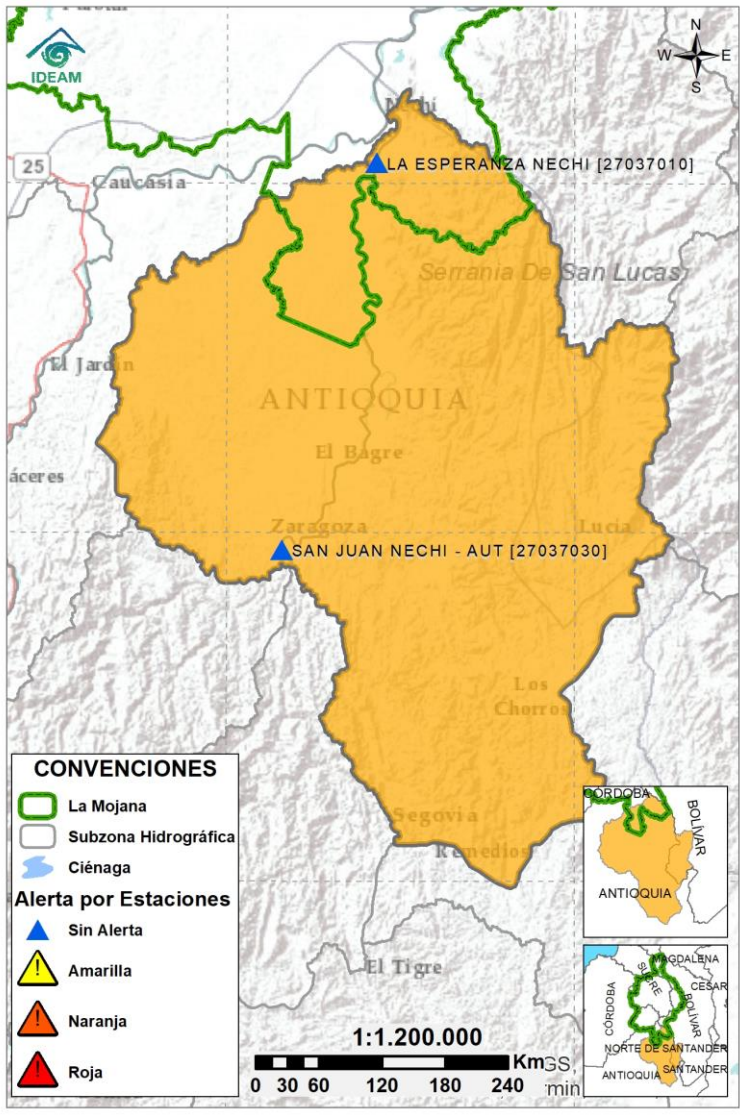 IDEAM
N
W E
S
Nechí
LA ESPERANZA NECHI [27037010]
25
Caucasia
Serranía De San Lucas
El Jardín
ANTIOQUIA
El Bagre
áceres
Zaragoza
Lucía
SAN JUAN NECHI - AUT [27037030]
Los
Chorros
Segovia
Remedios
El Tigre
CONVENCIONES
La Mojana
Subzona Hidrográfica
Ciénaga
Alerta por Estaciones
Sin Alerta
Amarilla
Naranja
Roja
1:1.200.000
Km
0 30 60 120 180 240
GS,
min
CÓRDOBA
BOLÍVAR
ANTIOQUIA
MAGDALENA
SUCRE
CESAR
CÓRDOBA
BOLÍVAR
NORTE DE SANTANDER
ANTIOQUIA
SANTANDER